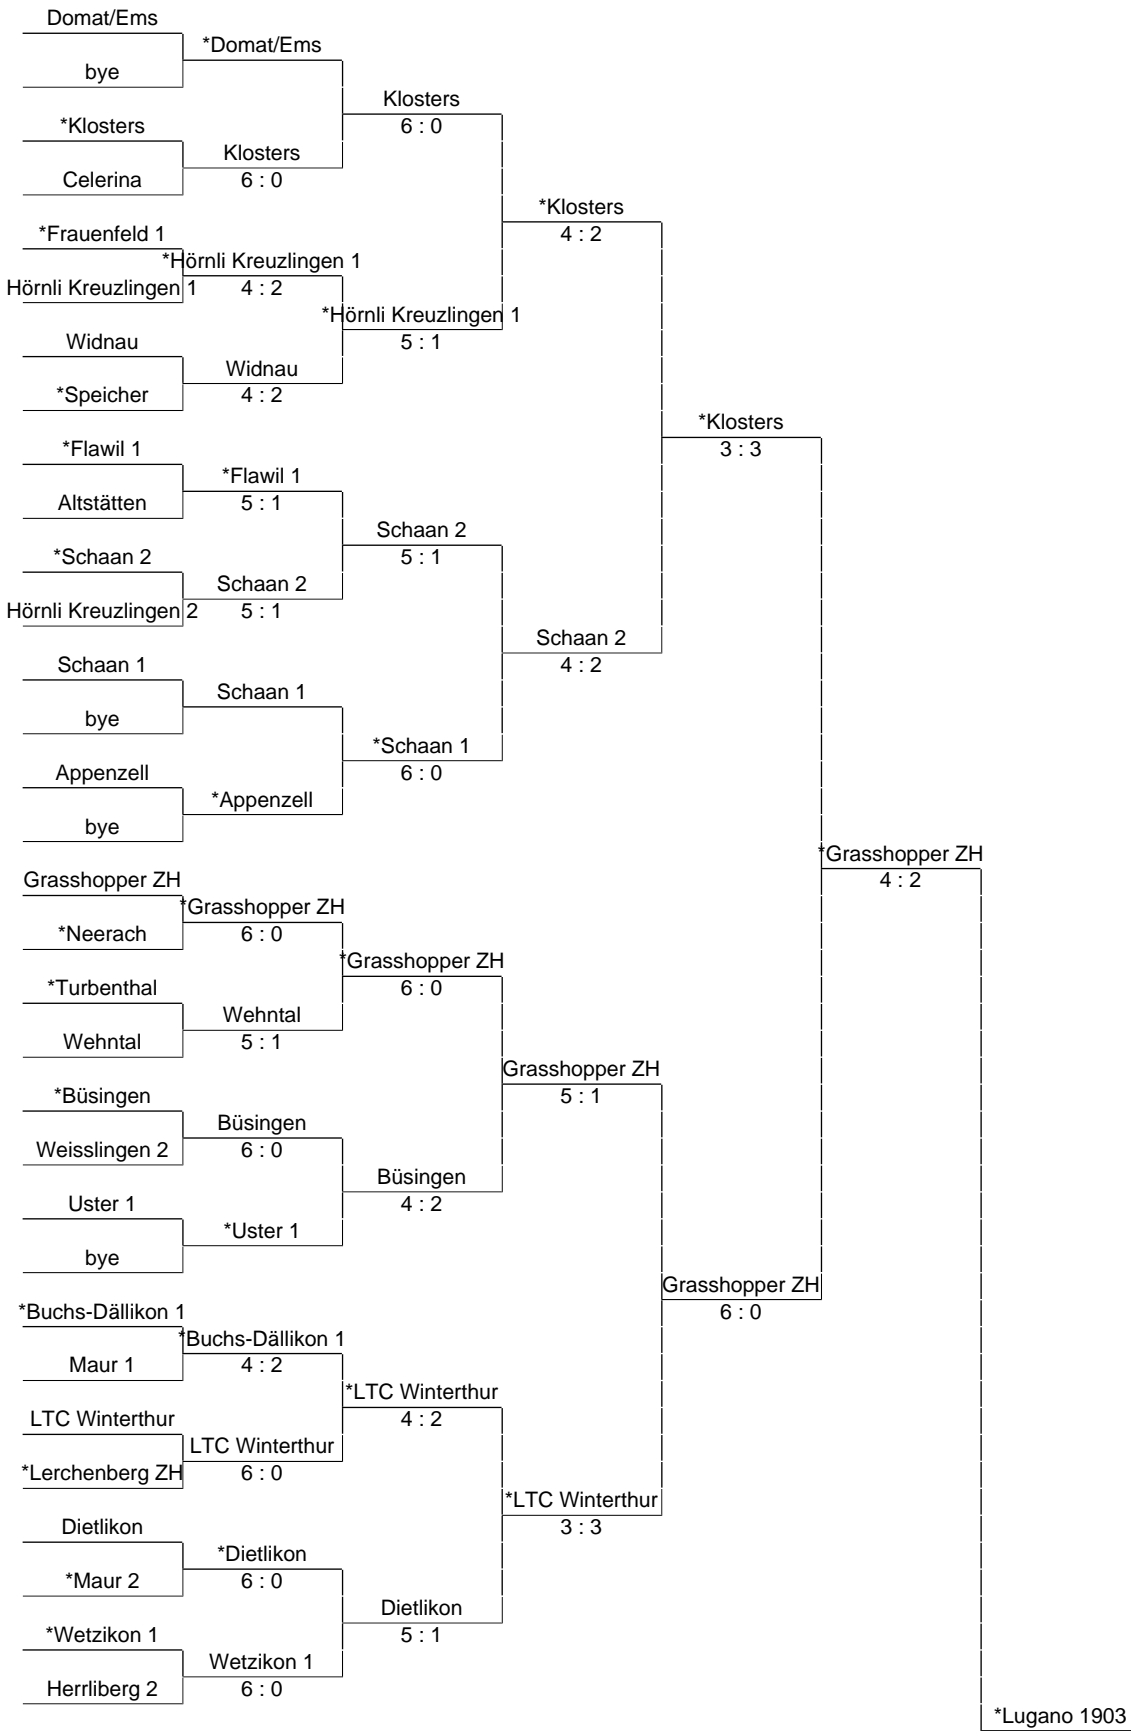 Domat/Ems
*Domat/Ems
bye
Klosters
6 : 0
*Klosters
Klosters
6 : 0
Celerina
*Klosters
4 : 2
*Frauenfeld 1
*Hörnli Kreuzlingen 1
4 : 2
Hörnli Kreuzlingen 1
*Hörnli Kreuzlingen 1
5 : 1
Widnau
Widnau
4 : 2
*Speicher
*Klosters
3 : 3
*Flawil 1
*Flawil 1
5 : 1
Altstätten
Schaan 2
5 : 1
*Schaan 2
Schaan 2
5 : 1
Hörnli Kreuzlingen 2
Schaan 2
4 : 2
Schaan 1
Schaan 1
bye
*Schaan 1
6 : 0
Appenzell
*Appenzell
bye
*Grasshopper ZH
4 : 2
Grasshopper ZH
*Grasshopper ZH
6 : 0
*Neerach
*Grasshopper ZH
6 : 0
*Turbenthal
Wehntal
5 : 1
Wehntal
Grasshopper ZH
5 : 1
*Büsingen
Büsingen
6 : 0
Weisslingen 2
Büsingen
4 : 2
Uster 1
*Uster 1
bye
Grasshopper ZH
6 : 0
*Buchs-Dällikon 1
*Buchs-Dällikon 1
4 : 2
Maur 1
*LTC Winterthur
4 : 2
LTC Winterthur
LTC Winterthur
6 : 0
*Lerchenberg ZH
*LTC Winterthur
3 : 3
Dietlikon
*Dietlikon
6 : 0
*Maur 2
Dietlikon
5 : 1
*Wetzikon 1
Wetzikon 1
6 : 0
Herrliberg 2
*Lugano 1903